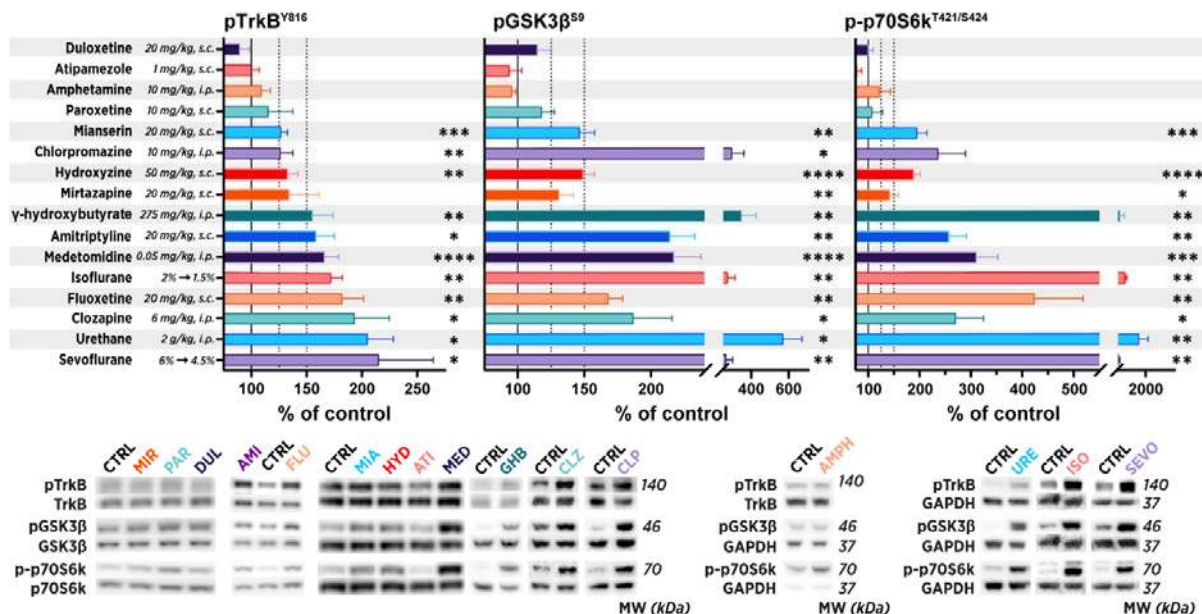 pTrkB^Y816 pGSK3β^S9 p-p70S6k^T421/S424
Duloxetine 20 mg/kg, s.c.
Atipamezole 1 mg/kg, s.c.
Amphetamine 10 mg/kg, i.p.
Paroxetine 10 mg/kg, s.c.
Mianserin 20 mg/kg, s.c. *** ** ***
Chlorpromazine 10 mg/kg, i.p. ** *
Hydroxyzine 50 mg/kg, s.c. ** **** ****
Mirtazapine 20 mg/kg, s.c. ** *
γ-hydroxybutyrate 275 mg/kg, i.p. ** ** **
Amitriptyline 20 mg/kg, s.c. * ** **
Medetomidine 0.05 mg/kg, i.p. **** **** ***
Isoflurane 2% → 1.5% ** ** **
Fluoxetine 20 mg/kg, s.c. ** ** **
Clozapine 6 mg/kg, i.p. * * *
Urethane 2 g/kg, i.p. * * **
Sevoflurane 6% → 4.5% * ** **
100 150 200 250 100 150 200 400 600 100 200 300 400 500 2000
% of control % of control % of control
CTRL MIR PAR DUL AMI CTRL FLU CTRL MIA HYD ATI MED CTRL GHB CTRL CLZ CTRL CLP CTRL AMPH CTRL URE CTRL ISO CTRL SEVO
pTrkB 140 pTrkB 140 pTrkB 140
TrkB TrkB GAPDH 37
pGSK3β 46 pGSK3β 46 pGSK3β 46
GSK3β GAPDH 37 GAPDH 37
p-p70S6k 70 p-p70S6k 70 p-p70S6k 70
p70S6k GAPDH 37 GAPDH 37
MW (kDa) MW (kDa) MW (kDa)